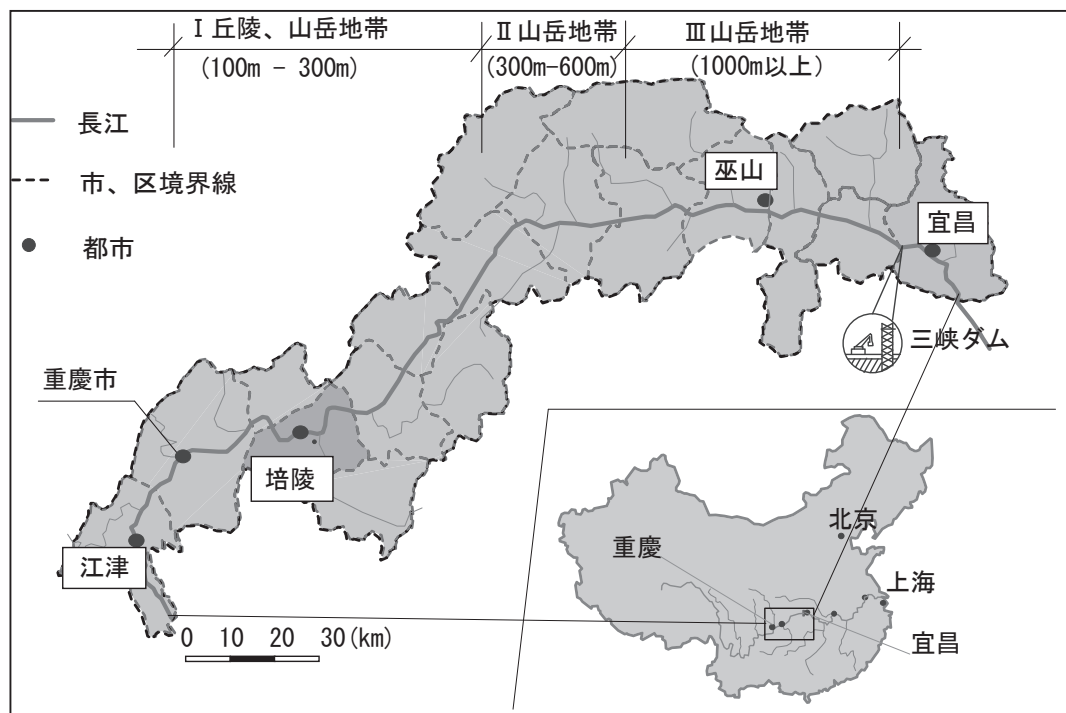 Ⅰ丘陵、山岳地帯
(100m - 300m)
Ⅱ山岳地帯
(300m-600m)
Ⅲ山岳地帯
(1000m以上)
長江
市、区境界線
都市
巫山
宜昌
三峡ダム
重慶市
培陵
江津
0 10 20 30(km)
北京
重慶
上海
宜昌